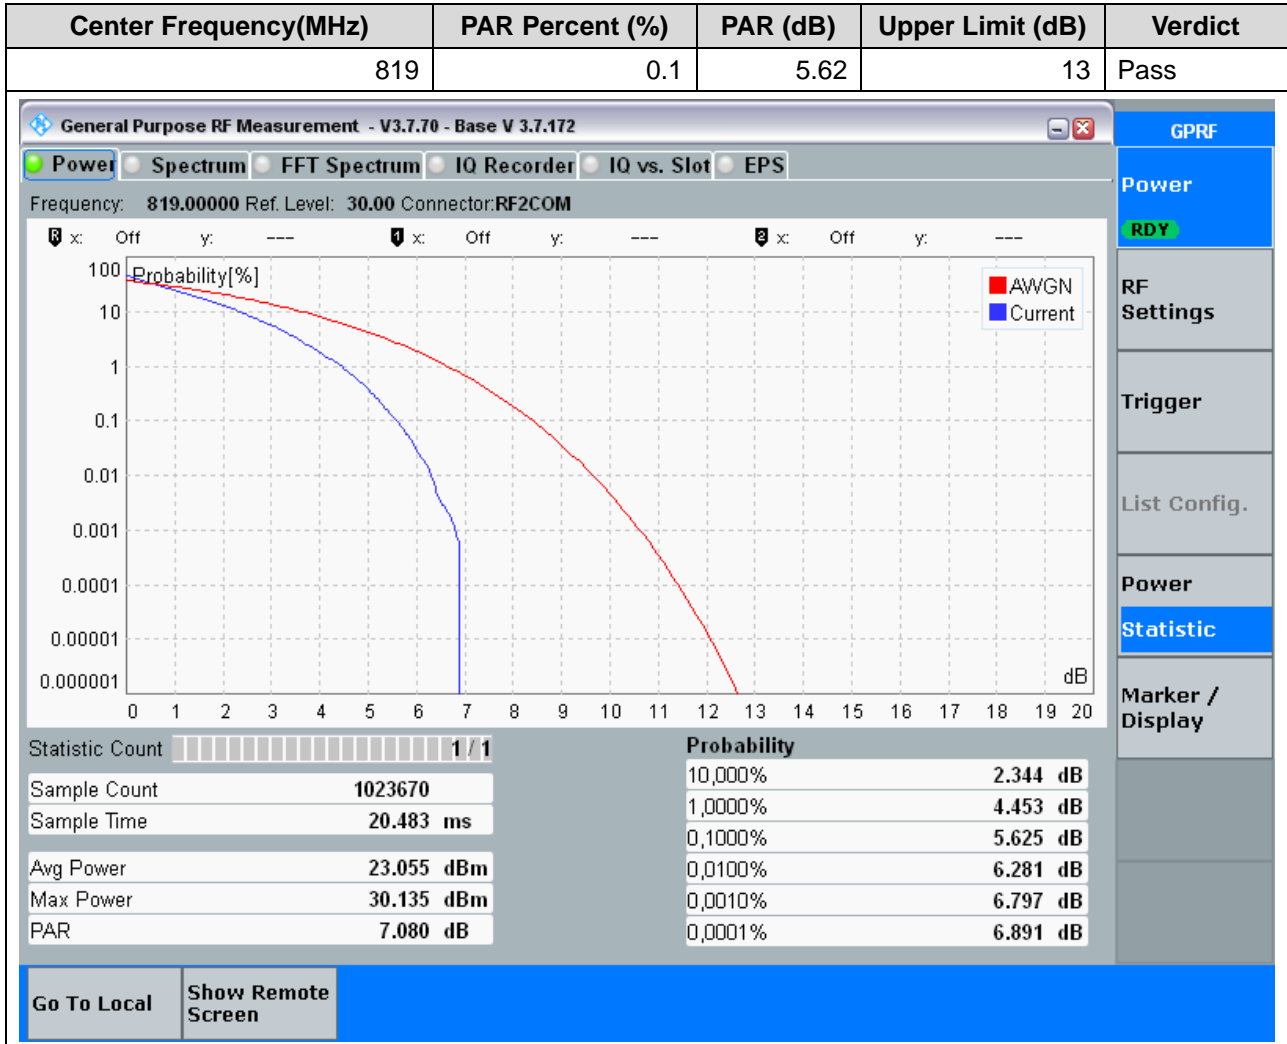 Center Frequency(MHz) PAR Percent (%) PAR (dB) Upper Limit (dB) Verdict
819 0.1 5.62 13 Pass
General Purpose RF Measurement - V3.7.70 - Base V 3.7.172
GPRF
Power Spectrum FFT Spectrum IQ Recorder IQ vs. Slot EPS
Frequency: 819.00000 Ref. Level: 30.00 Connector:RF2COM
R x: Off y: --- 1 x: Off y: --- 2 x: Off y: ---
Probability[%]
AWGN
Current
100
10
1
0.1
0.01
0.001
0.0001
0.00001
0.000001
dB
0 1 2 3 4 5 6 7 8 9 10 11 12 13 14 15 16 17 18 19 20
Statistic Count 1 / 1
Sample Count 1023670
Sample Time 20.483 ms
Avg Power 23.055 dBm
Max Power 30.135 dBm
PAR 7.080 dB
Probability
10,000% 2.344 dB
1,0000% 4.453 dB
0,1000% 5.625 dB
0,0100% 6.281 dB
0,0010% 6.797 dB
0,0001% 6.891 dB
Power
RDY
RF
Settings
Trigger
List Config.
Power
Statistic
Marker /
Display
Go To Local
Show Remote
Screen